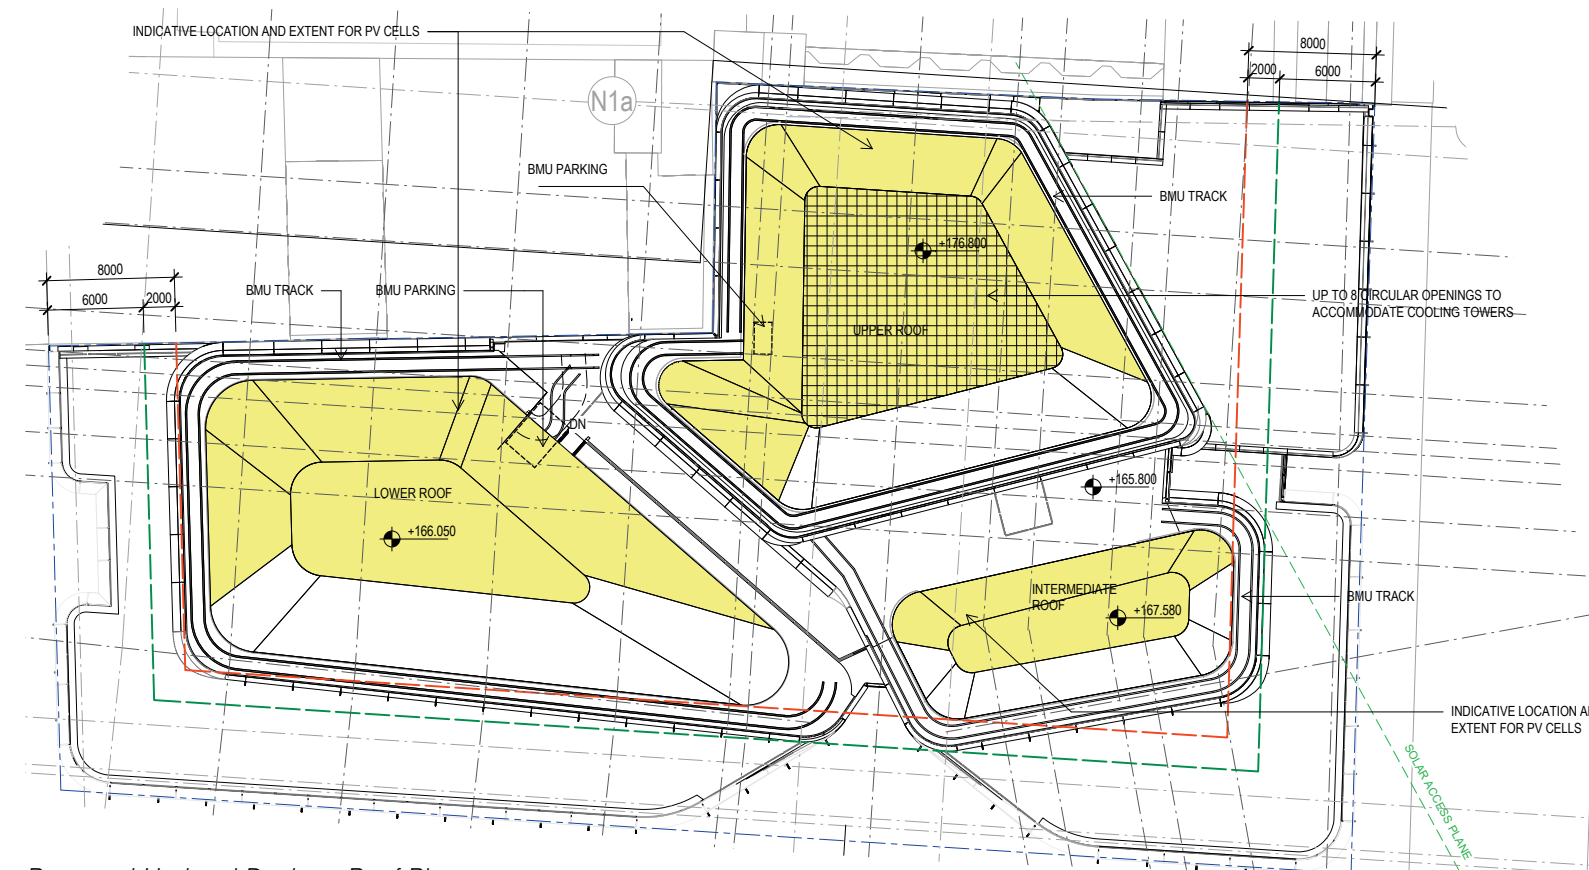 INDICATIVE LOCATION AND EXTENT FOR PV CELLS
8000
2000
6000
N1a
BMU PARKING
BMU TRACK
+176.800
8000
6000
2000
BMU TRACK
BMU PARKING
UP TO 8 CIRCULAR OPENINGS TO
ACCOMMODATE COOLING TOWERS
UPPER ROOF
DN
LOWER ROOF
+165.800
+166.050
INTERMEDIATE
ROOF
+167.580
BMU TRACK
INDICATIVE LOCATION
EXTENT FOR PV CELLS
SOLAR ACCESS PLANE